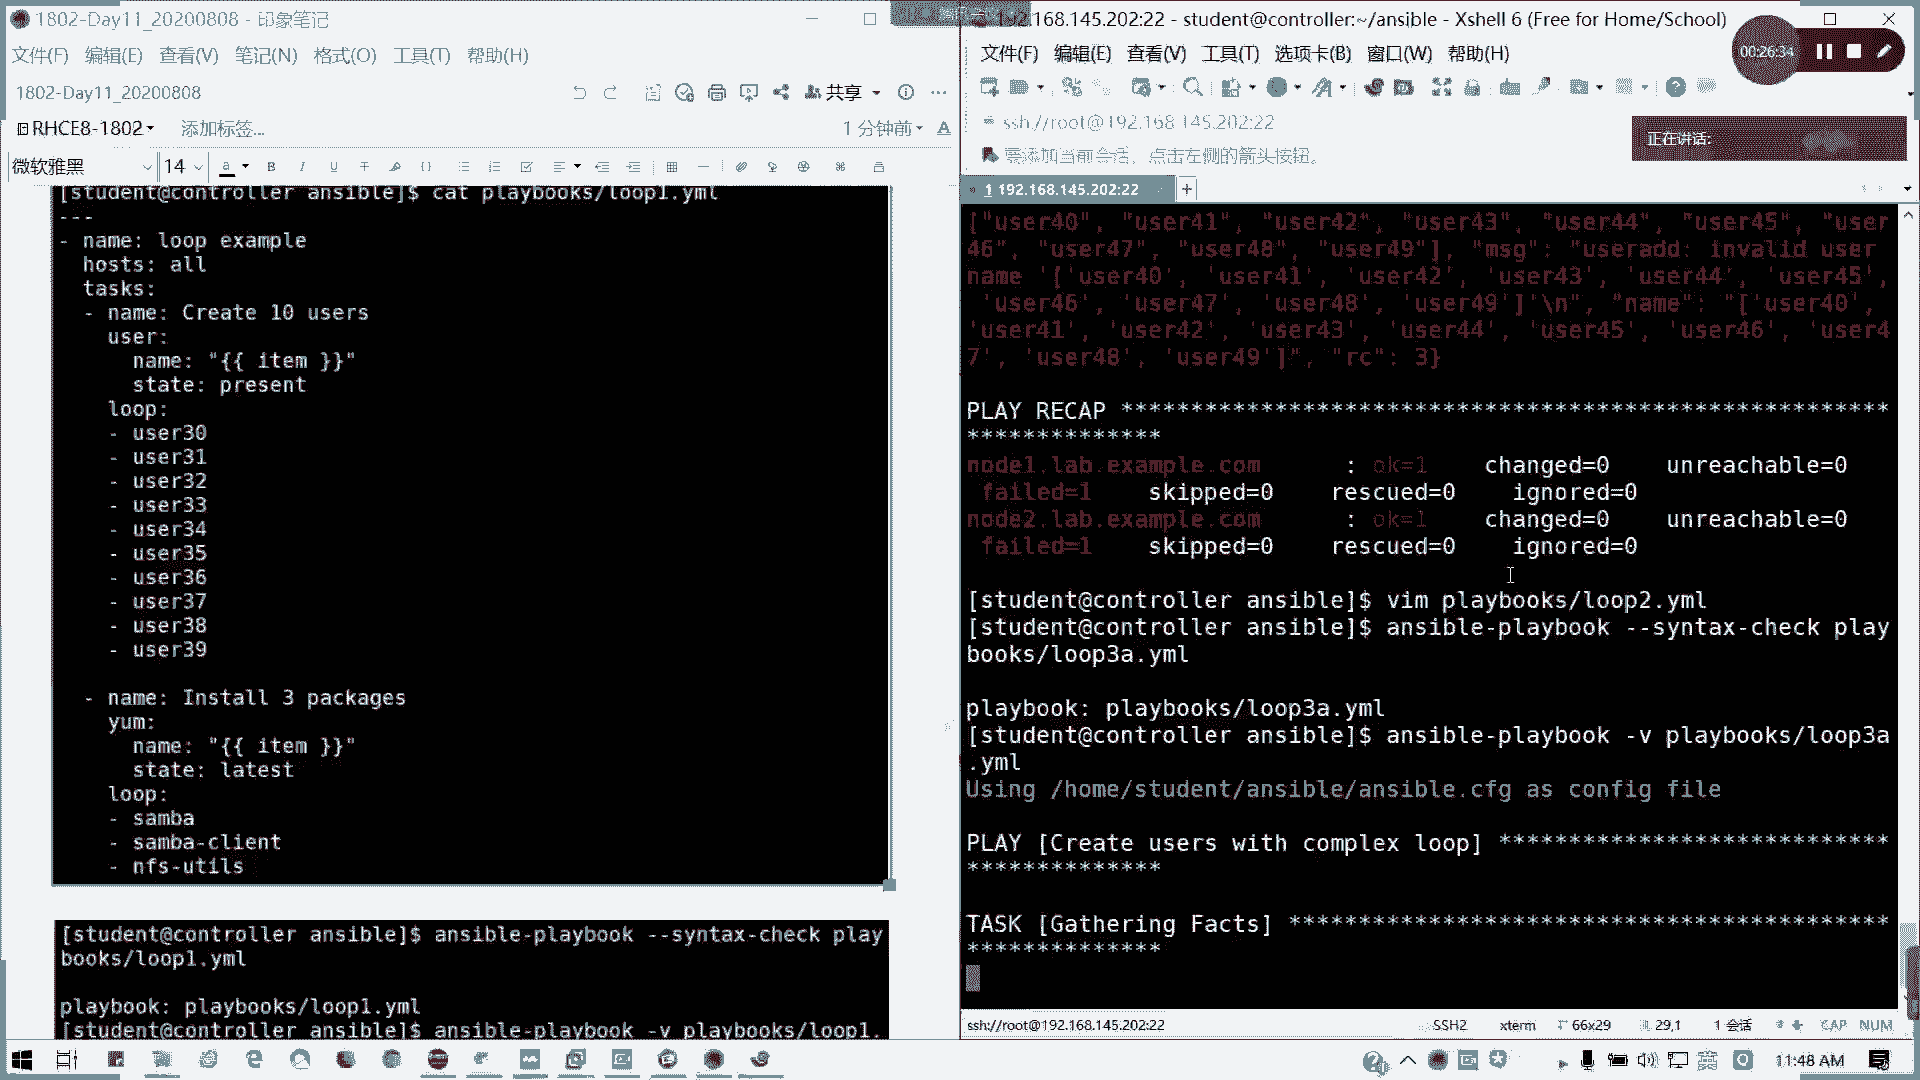 1802-Day11_20200808 - 印象笔记
文件(F) 编辑(E) 查看(V) 笔记(N) 格式(O) 工具(T) 帮助(H)
1802-Day11_20200808
共享
RHCE8-1802
添加标签...
1 分钟前
微软雅黑 14
[student@controller ansible]$ cat playbooks/loop1.yml
---
- name: loop example
hosts: all
tasks:
- name: Create 10 users
user:
name: "{{ item }}"
state: present
loop:
- user30
- user31
- user32
- user33
- user34
- user35
- user36
- user37
- user38
- user39
- name: Install 3 packages
yum:
name: "{{ item }}"
state: latest
loop:
- samba
- samba-client
- nfs-utils
[student@controller ansible]$ ansible-playbook --syntax-check play
books/loop1.yml
playbook: playbooks/loop1.yml
[student@controller ansible]$ ansible-playbook -v playbooks/loop1.
192.168.145.202:22 - student@controller:~/ansible - Xshell 6 (Free for Home/School)
文件(F) 编辑(E) 查看(V) 工具(T) 选项卡(B) 窗口(W) 帮助(H)
00:26:34
ssh://root@192.168.145.202:22
要添加当前会话，点击左侧的箭头按钮。
正在讲话:
1 192.168.145.202:22
["user40", "user41", "user42", "user43", "user44", "user45", "user
46", "user47", "user48", "user49"], "msg": "useradd: invalid user
name '['user40', 'user41', 'user42', 'user43', 'user44', 'user45',
'user46', 'user47', 'user48', 'user49']'\n", "name": "['user40',
'user41', 'user42', 'user43', 'user44', 'user45', 'user46', 'user4
7', 'user48', 'user49']", "rc": 3}
PLAY RECAP ********************************************************
**************
node1.lab.example.com : ok=1 changed=0 unreachable=0
failed=1 skipped=0 rescued=0 ignored=0
node2.lab.example.com : ok=1 changed=0 unreachable=0
failed=1 skipped=0 rescued=0 ignored=0
[student@controller ansible]$ vim playbooks/loop2.yml
[student@controller ansible]$ ansible-playbook --syntax-check play
books/loop3a.yml
playbook: playbooks/loop3a.yml
[student@controller ansible]$ ansible-playbook -v playbooks/loop3a
.yml
Using /home/student/ansible/ansible.cfg as config file
PLAY [Create users with complex loop] ****************************
**************
TASK [Gathering Facts] *******************************************
**************
ssh://root@192.168.145.202:22 SSH2 xterm 66x29 29,1 1 会话 CAP NUM
英
11:48 AM